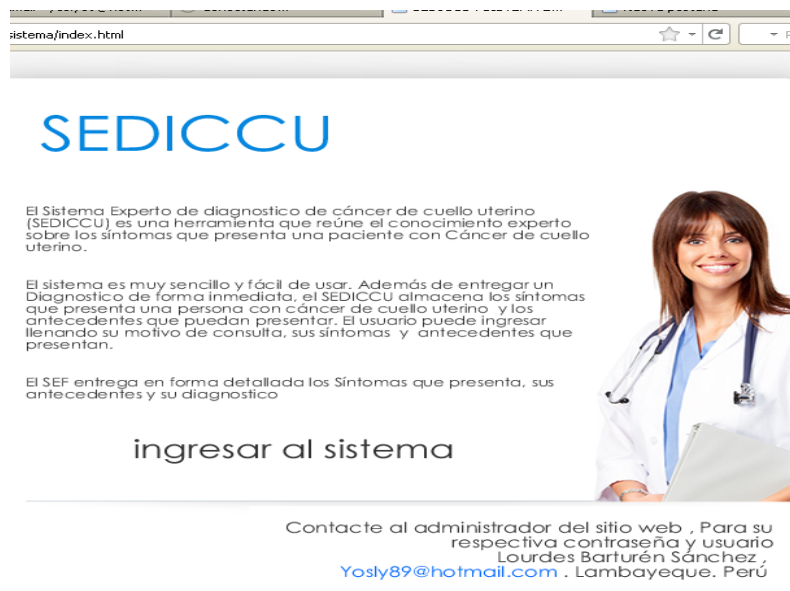 sistema/index.html
SEDICCU
El Sistema Experto de diagnostico de cáncer de cuello uterino
(SEDICCU) es una herramienta que reúne el conocimiento experto
sobre los síntomas que presenta una paciente con Cáncer de cuello
uterino.
El sistema es muy sencillo y fácil de usar. Además de entregar un
Diagnostico de forma inmediata, el SEDICCU almacena los síntomas
que presenta una persona con cáncer de cuello uterino y los
antecedentes que puedan presentar. El usuario puede ingresar
llenando su motivo de consulta, sus síntomas y antecedentes que
presentan.
El SEF entrega en forma detallada los Síntomas que presenta, sus
antecedentes y su diagnostico
ingresar al sistema
Contacte al administrador del sitio web , Para su
respectiva contraseña y usuario
Lourdes Barturén Sánchez ,
Yosly89@hotmail.com . Lambayeque. Perú